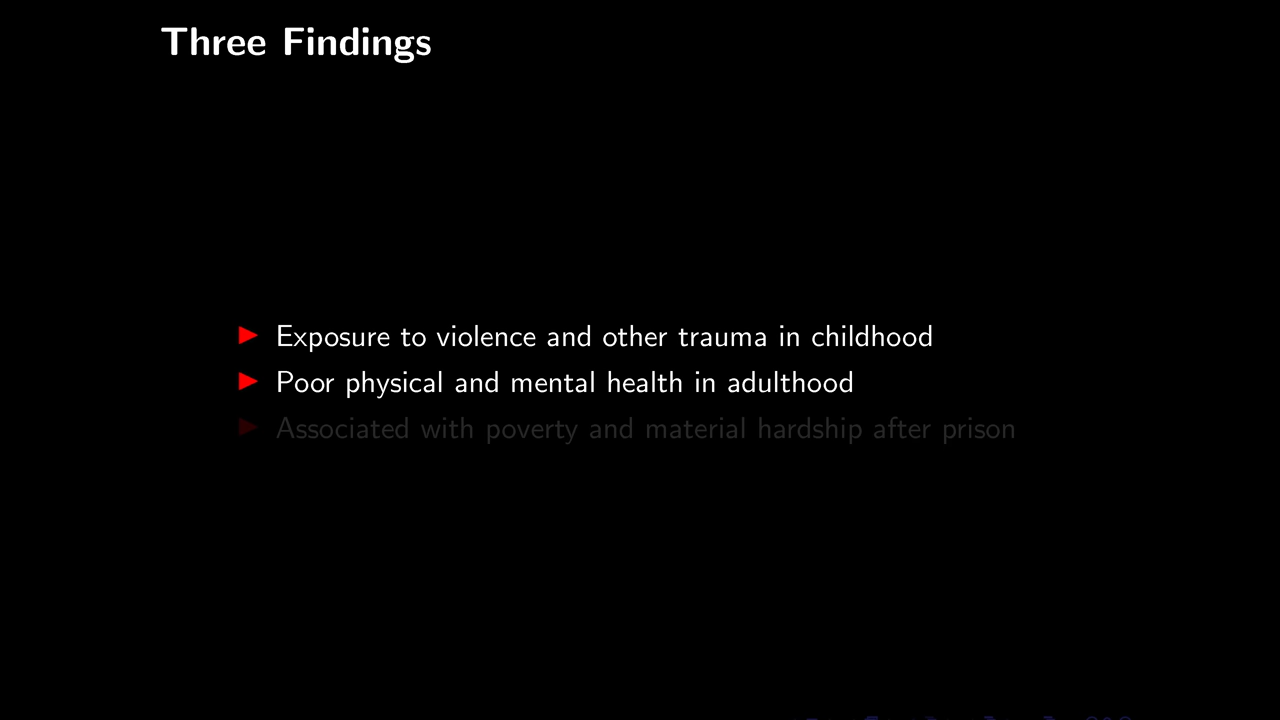 Three Findings
Exposure to violence and other trauma in childhood
Poor physical and mental health in adulthood
Associated with poverty and material hardship after prison